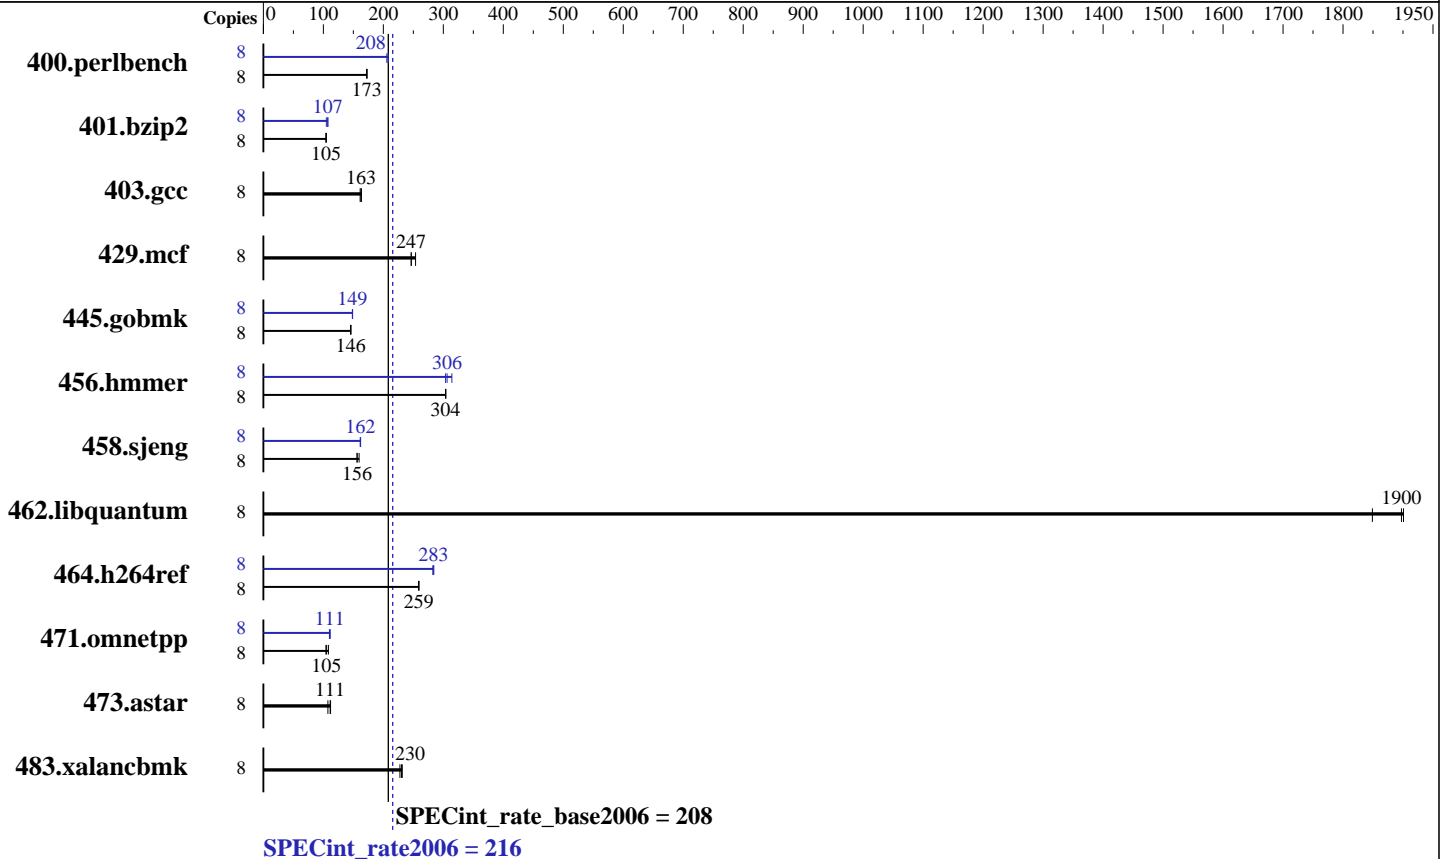 Copies 0 100 200 300 400 500 600 700 800 900 1000 1100 1200 1300 1400 1500 1600 1700 1800 1950
400.perlbench 8 208
8 173
401.bzip2 8 107
8 105
403.gcc 8 163
429.mcf 8 247
445.gobmk 8 149
8 146
456.hmmer 8 306
8 304
458.sjeng 8 162
8 156
462.libquantum 8 1900
464.h264ref 8 283
8 259
471.omnetpp 8 111
8 105
473.astar 8 111
483.xalancbmk 8 230
SPECint_rate_base2006 = 208
SPECint_rate2006 = 216